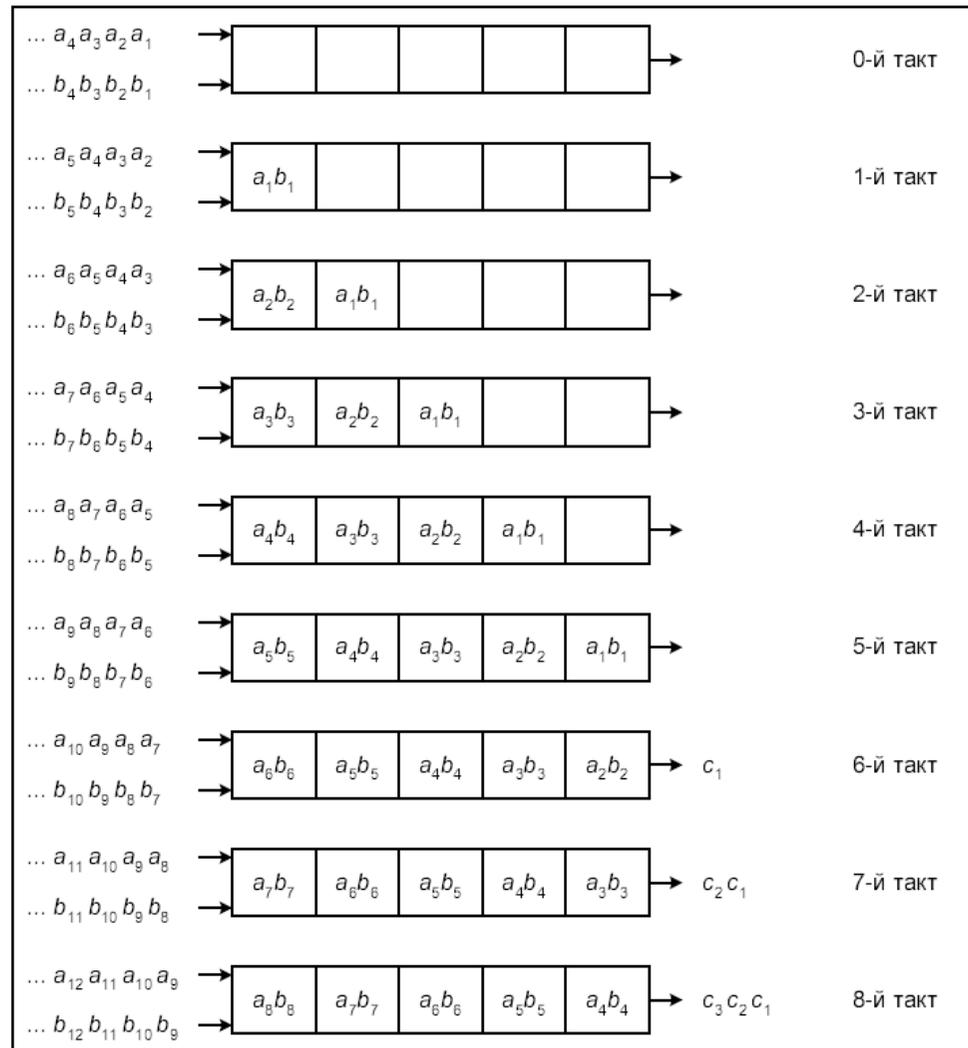 ... a₄ a₃ a₂ a₁
0-й такт
... b₄ b₃ b₂ b₁
... a₅ a₄ a₃ a₂
a₁b₁ 1-й такт
... b₅ b₄ b₃ b₂
... a₆ a₅ a₄ a₃
a₂b₂ a₁b₁ 2-й такт
... b₆ b₅ b₄ b₃
... a₇ a₆ a₅ a₄
a₃b₃ a₂b₂ a₁b₁ 3-й такт
... b₇ b₆ b₅ b₄
... a₈ a₇ a₆ a₅
a₄b₄ a₃b₃ a₂b₂ a₁b₁ 4-й такт
... b₈ b₇ b₆ b₅
... a₉ a₈ a₇ a₆
a₅b₅ a₄b₄ a₃b₃ a₂b₂ a₁b₁ 5-й такт
... b₉ b₈ b₇ b₆
... a₁₀ a₉ a₈ a₇
a₆b₆ a₅b₅ a₄b₄ a₃b₃ a₂b₂ c₁ 6-й такт
... b₁₀ b₉ b₈ b₇
... a₁₁ a₁₀ a₉ a₈
a₇b₇ a₆b₆ a₅b₅ a₄b₄ a₃b₃ c₂ c₁ 7-й такт
... b₁₁ b₁₀ b₉ b₈
... a₁₂ a₁₁ a₁₀ a₉
a₈b₈ a₇b₇ a₆b₆ a₅b₅ a₄b₄ c₃ c₂ c₁ 8-й такт
... b₁₂ b₁₁ b₁₀ b₉